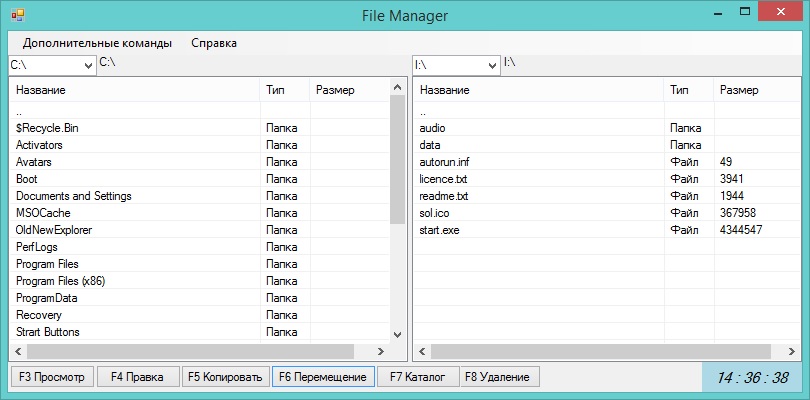 File Manager
Дополнительные команды Справка
C:\ C:\ I:\ I:\
Название Тип Размер Название Тип Размер
.. ..
$Recycle.Bin Папка audio Папка
Activators Папка data Папка
Avatars Папка autorun.inf Файл 49
Boot Папка licence.txt Файл 3941
Documents and Settings Папка readme.txt Файл 1944
MSOCache Папка sol.ico Файл 367958
OldNewExplorer Папка start.exe Файл 4344547
PerfLogs Папка
Program Files Папка
Program Files (x86) Папка
ProgramData Папка
Recovery Папка
Strart Buttons Папка
F3 Просмотр F4 Правка F5 Копировать F6 Перемещение F7 Каталог F8 Удаление 14 : 36 : 38